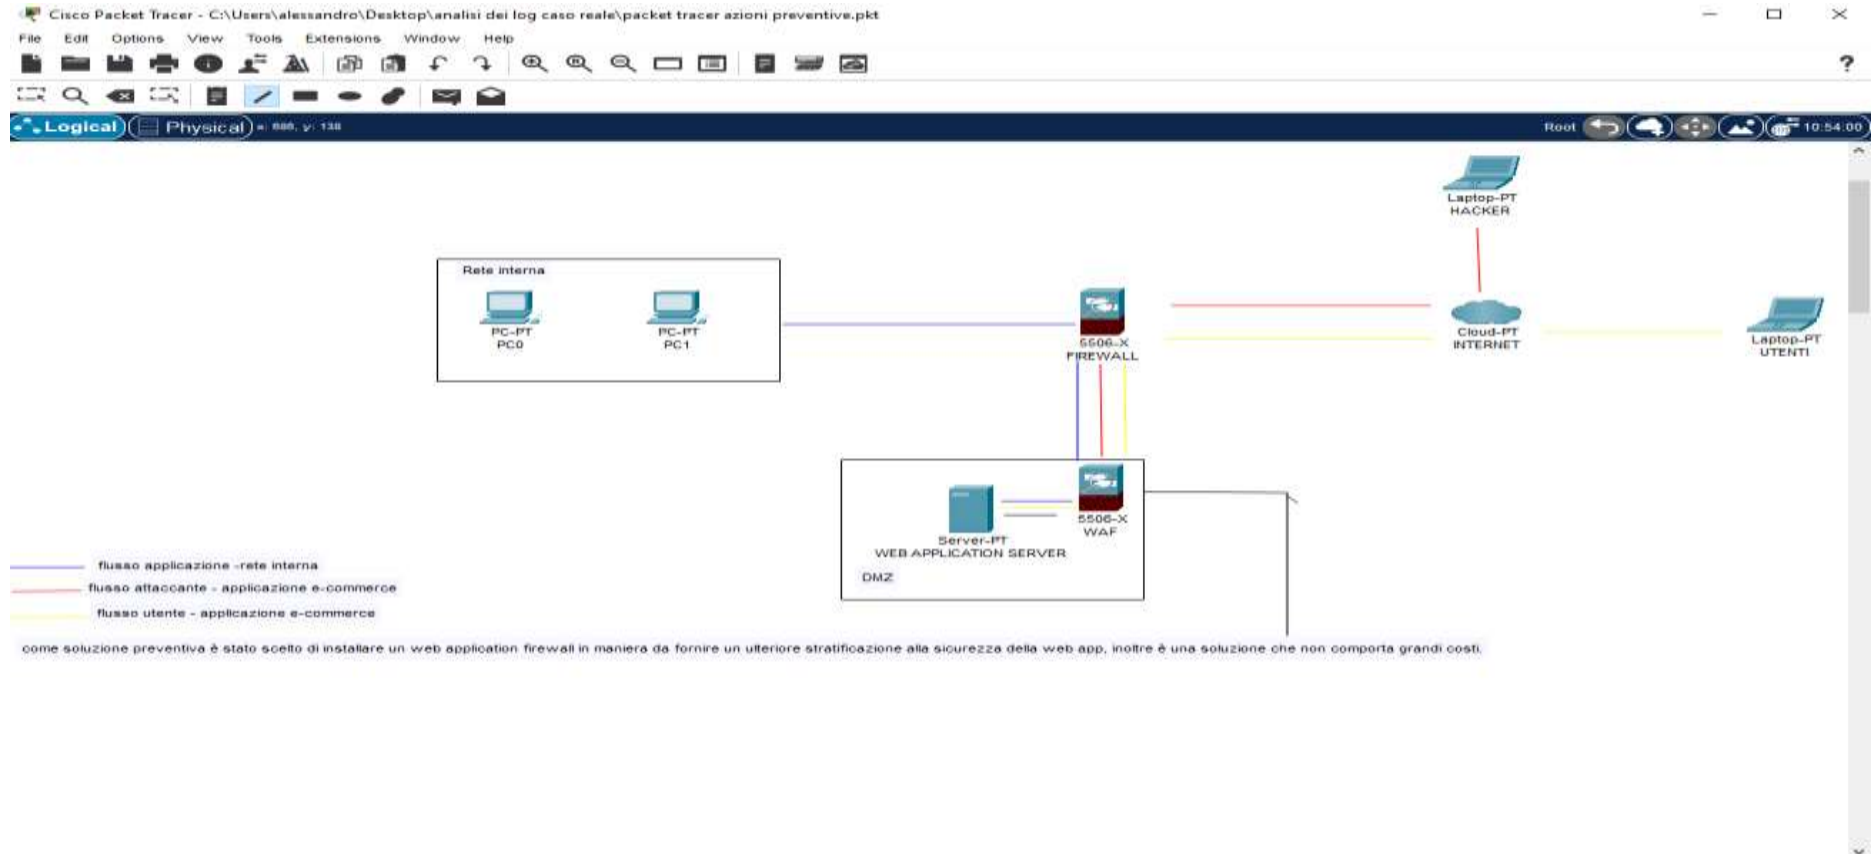 Cisco Packet Tracer - C:\Users\alessandro\Desktop\analisi dei log caso reale\packet tracer azioni preventive.pkt
File Edit Options View Tools Extensions Window Help
?
Logical Physical
Root 10:54:00
Laptop-PT
HACKER
Rete interna
PC-PT
PC0
PC-PT
PC1
5506-X
FIREWALL
Cloud-PT
INTERNET
Laptop-PT
UTENTI
5506-X
WAF
Server-PT
WEB APPLICATION SERVER
DMZ
flusso applicazione -rete interna
flusso attaccante - applicazione e-commerce
flusso utente - applicazione e-commerce
come soluzione preventiva è stato scelto di installare un web application firewall in maniera da fornire un ulteriore stratificazione alla sicurezza della web app, inoltre è una soluzione che non comporta grandi costi.